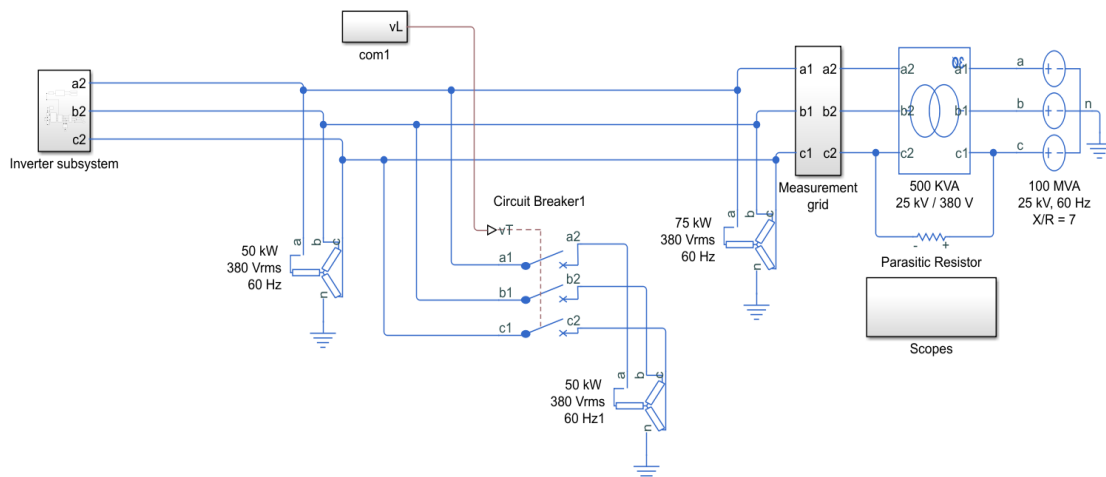 vL
com1
a2
b2
c2
Inverter subsystem
a1 a2
b1 b2
c1 c2
Measurement
grid
a2 a1
b2 b1
c2 c1
500 KVA
25 kV / 380 V
a
b
c
n
100 MVA
25 kV, 60 Hz
X/R = 7
- +
Parasitic Resistor
Scopes
Circuit Breaker1
vT
a1 a2
b1 b2
c1 c2
a b c
n
50 kW
380 Vrms
60 Hz
a b c
n
75 kW
380 Vrms
60 Hz
a b c
n
50 kW
380 Vrms
60 Hz1